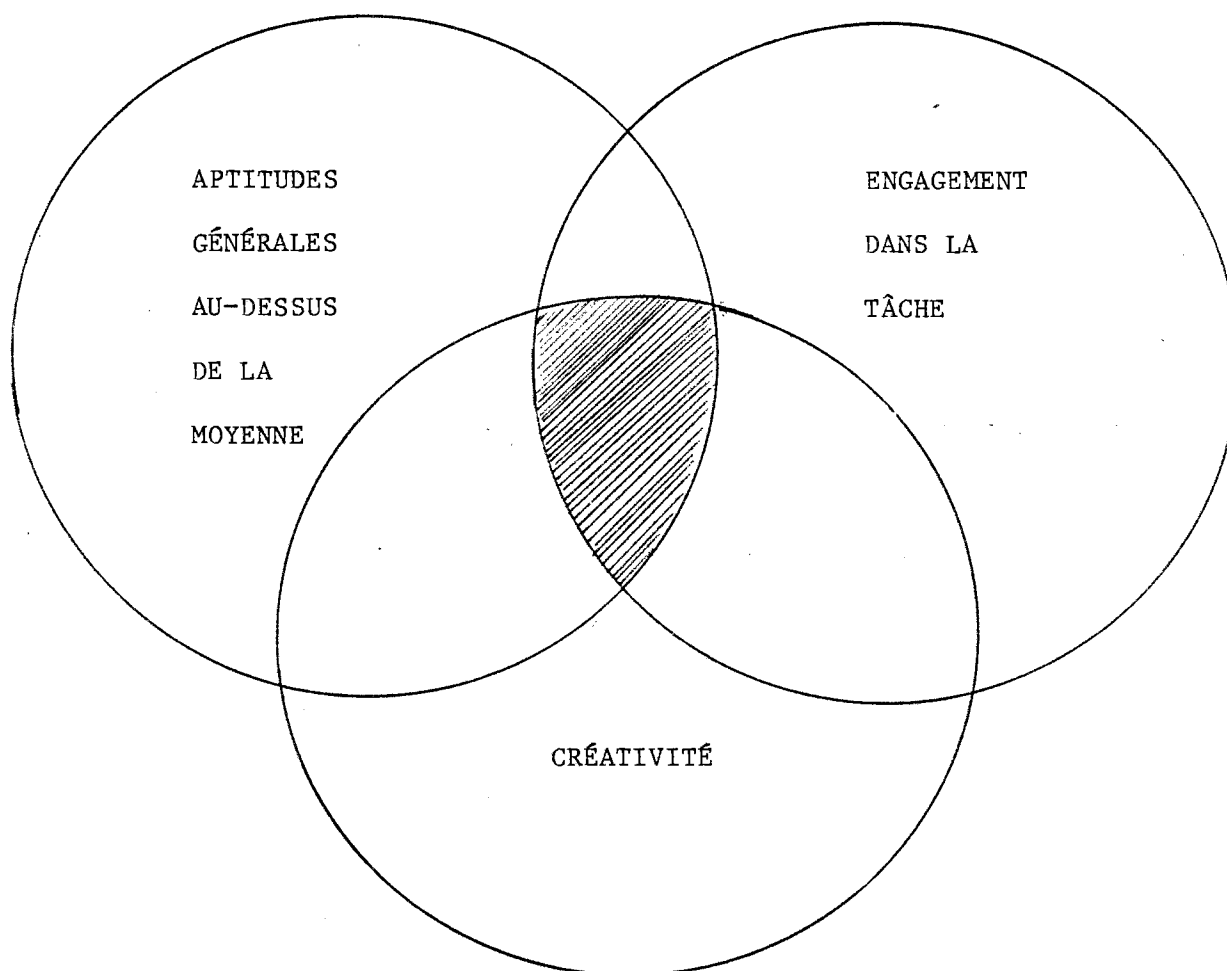 APTITUDES
GÉNÉRALES
AU-DESSUS
DE LA
MOYENNE
ENGAGEMENT
DANS LA
TÂCHE
CRÉATIVITÉ